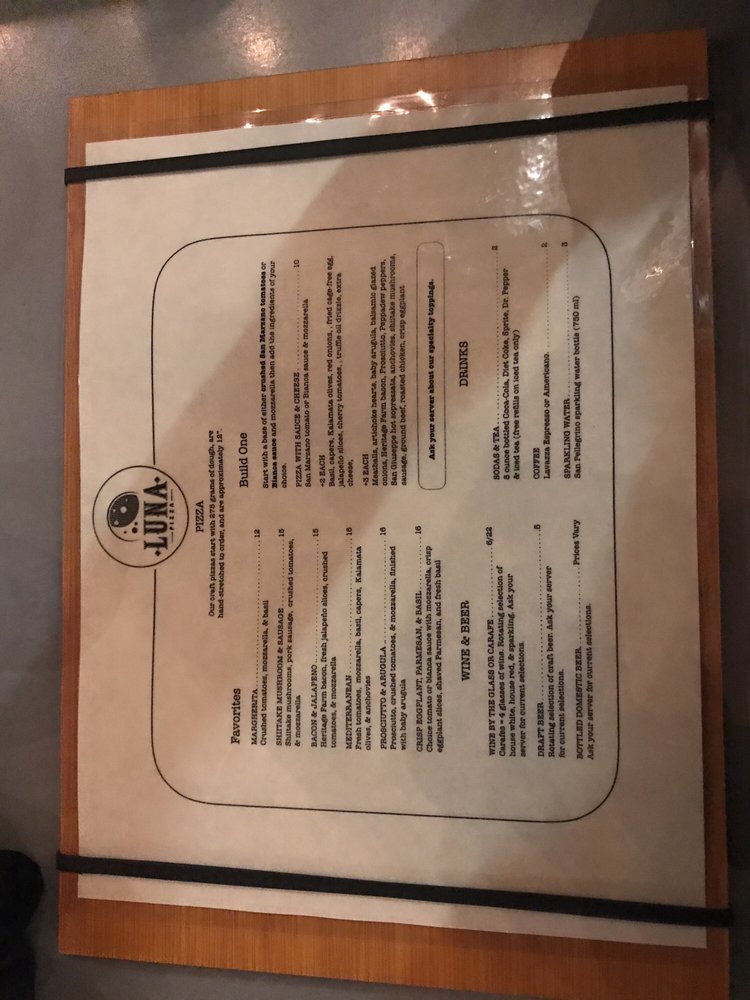 LUNA
PIZZA
PIZZA
Our craft pizzas start with 275 grams of dough, are
hand-stretched to order, and are approximately 12".
Favorites
MARGHERITA 12
Crushed tomatoes, mozzarella, & basil
SHIITAKE MUSHROOM & SAUSAGE 15
Shiitake mushrooms, pork sausage, crushed tomatoes,
& mozzarella
BACON & JALAPENO 15
Heritage Farm bacon, fresh jalapeño slices, crushed
tomatoes, & mozzarella
MEDITERRANEAN 16
Fresh tomatoes, mozzarella, basil, capers, Kalamata
olives, & anchovies
PROSCIUTTO & ARUGULA 16
Prosciutto, crushed tomatoes, & mozzarella, finished
with baby arugula
CRISP EGGPLANT, PARMESAN, & BASIL 16
Choice tomato or bianca sauce with mozzarella, crisp
eggplant slices, shaved Parmesan, and fresh basil
Build One
Start with a base of either crushed San Marzano tomatoes or
Bianca sauce and mozzarella then add the ingredients of your
choice.
PIZZA WITH SAUCE & CHEESE 10
San Marzano tomato or Bianca sauce & mozzarella
+2 EACH
Basil, capers, Kalamata olives, red onions, , fried cage-free egg,
jalapeño slices, cherry tomatoes, truffle oil drizzle, extra
cheese,
+3 EACH
Meatballs, artichoke hearts, baby arugula, balsamic glazed
onions, Heritage Farm bacon, Prosciutto, Peppadew peppers,
San Giuseppe hot sopressata, anchovies, shiitake mushrooms,
sausage, ground beef, roasted chicken, crisp eggplant
Ask your server about our specialty toppings.
WINE & BEER
WINE BY THE GLASS OR CARAFE 6/22
Carafes = 4 glasses of wine. Rotating selection of
house white, house red, & sparkling. Ask your
server for current selections.
DRAFT BEER 5
Rotating selection of craft beer. Ask your server
for current selections.
BOTTLED DOMESTIC BEER Prices Vary
Ask your server for current selections.
DRINKS
SODAS & TEA 2
8 ounce bottled Coca-Cola, Diet Coke, Sprite, Dr. Pepper
& iced tea (free refills on iced tea only)
COFFEE 2
Lavazza Espresso or Americano.
SPARKLING WATER
San Pellegrino sparkling water bottle (750 ml)